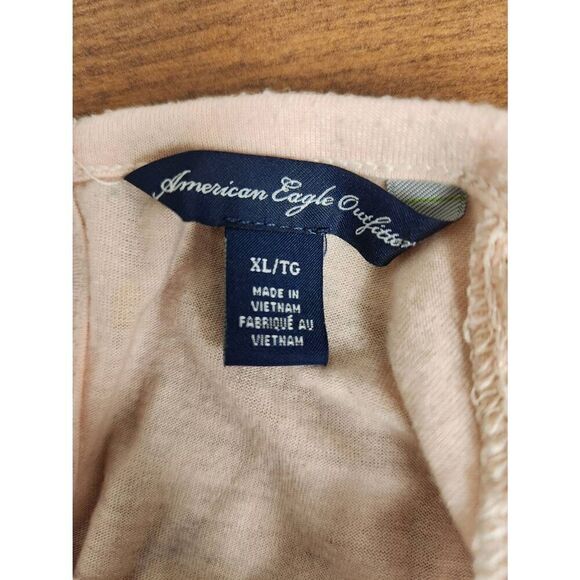 American Eagle Outfitters
XL/TG
MADE IN
VIETNAM
FABRIQUÉ AU
VIETNAM